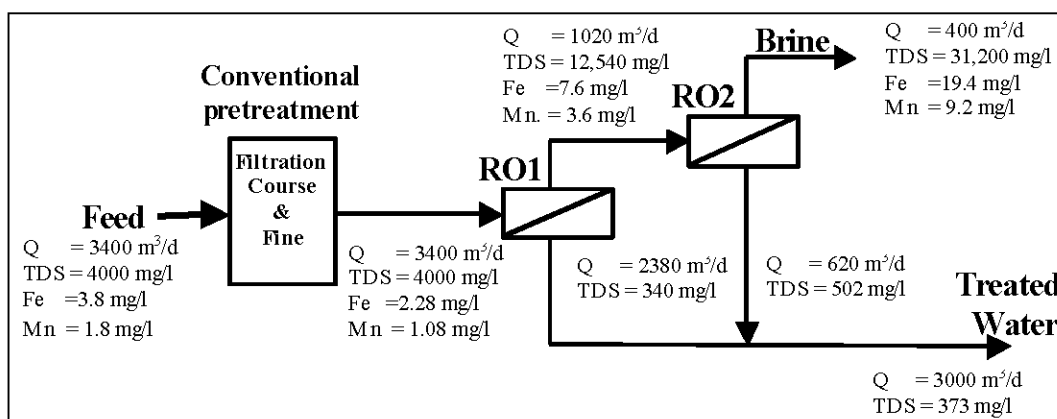 Conventional
pretreatment
Filtration
Course
&
Fine
Feed
Q = 3400 m³/d
TDS = 4000 mg/l
Fe =3.8 mg/l
Mn = 1.8 mg/l
Q = 3400 m³/d
TDS = 4000 mg/l
Fe =2.28 mg/l
Mn = 1.08 mg/l
RO1
Q = 1020 m³/d
TDS = 12,540 mg/l
Fe =7.6 mg/l
Mn. = 3.6 mg/l
RO2
Brine
Q = 400 m³/d
TDS = 31,200 mg/l
Fe =19.4 mg/l
Mn = 9.2 mg/l
Q = 2380 m³/d
TDS = 340 mg/l
Q = 620 m³/d
TDS = 502 mg/l
Treated
Water
Q = 3000 m³/d
TDS = 373 mg/l